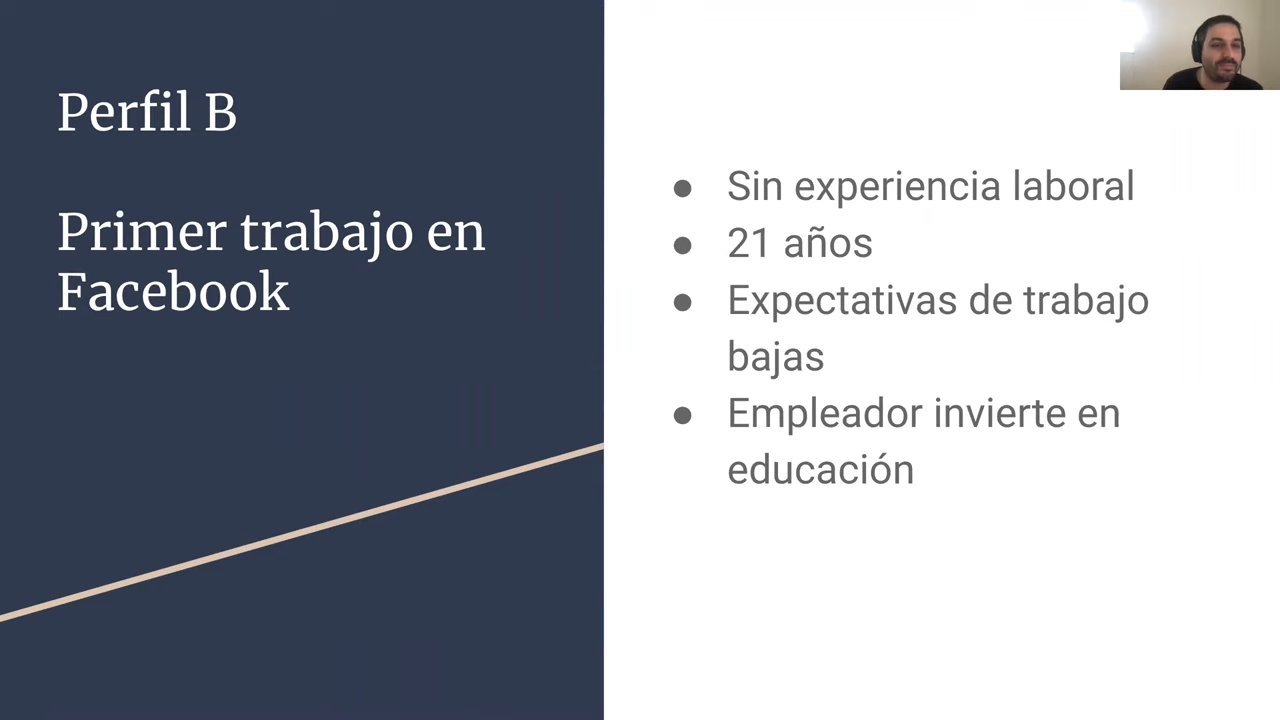 Perfil B
Primer trabajo en
Facebook
● Sin experiencia laboral
● 21 años
● Expectativas de trabajo
bajas
● Empleador invierte en
educación